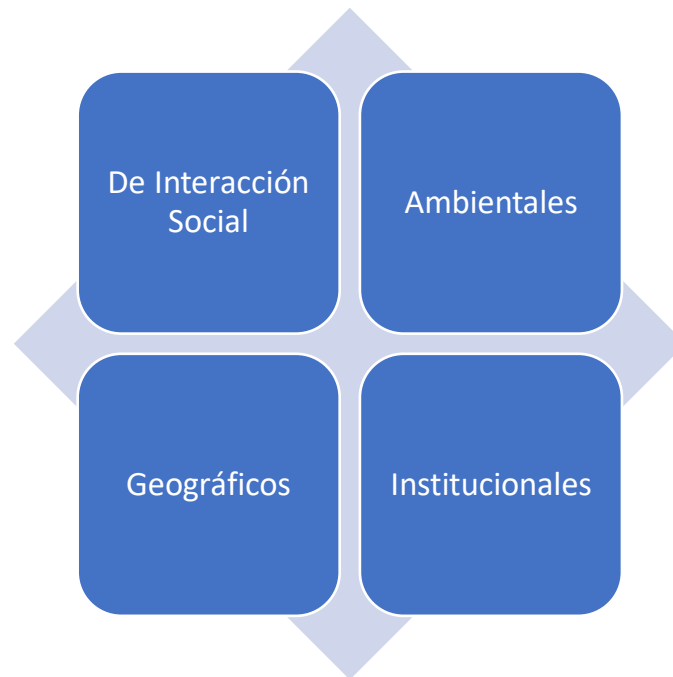 De Interacción
Social
Ambientales
Geográficos
Institucionales